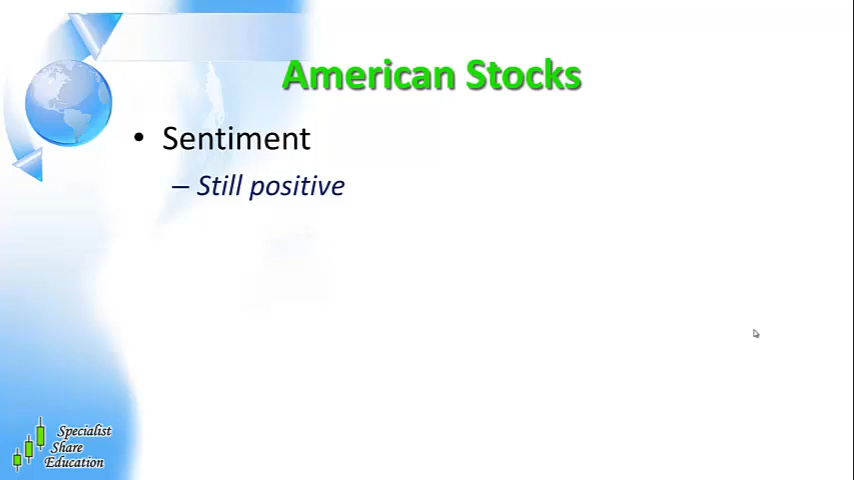 American Stocks
• Sentiment
– Still positive
Specialist
Share
Education